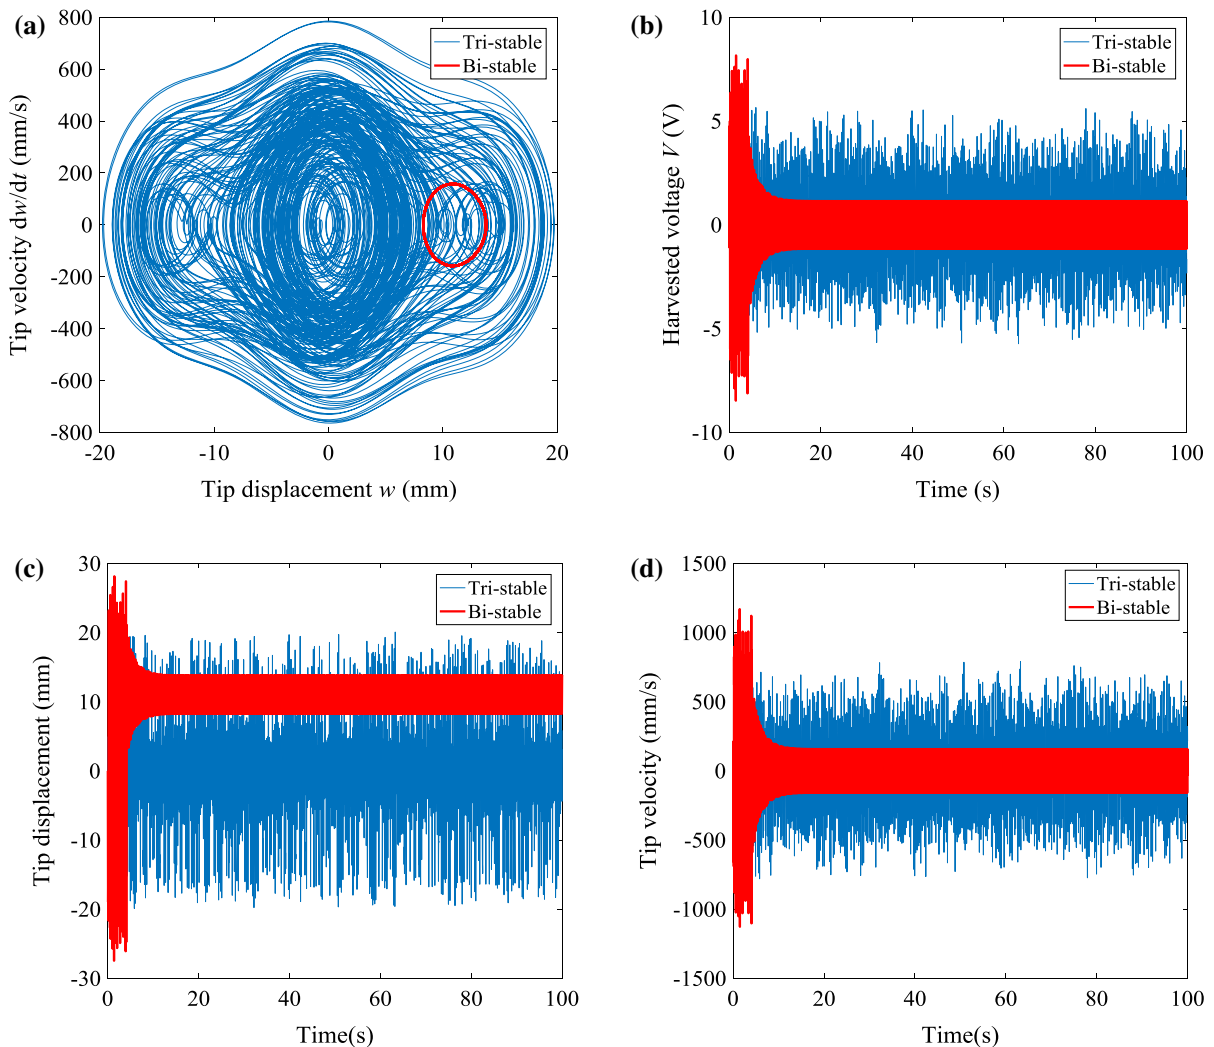 (a)
800
600
400
200
0
-200
-400
-600
-800
-20
-10
0
10
20
Tip velocity dw/dt (mm/s)
Tip displacement w (mm)
Tri-stable
Bi-stable
(b)
10
5
0
-5
-10
0
20
40
60
80
100
Harvested voltage V (V)
Time (s)
Tri-stable
Bi-stable
(c)
30
20
10
0
-10
-20
-30
0
20
40
60
80
100
Tip displacement (mm)
Time(s)
Tri-stable
Bi-stable
(d)
1500
1000
500
0
-500
-1000
-1500
0
20
40
60
80
100
Tip velocity (mm/s)
Time(s)
Tri-stable
Bi-stable